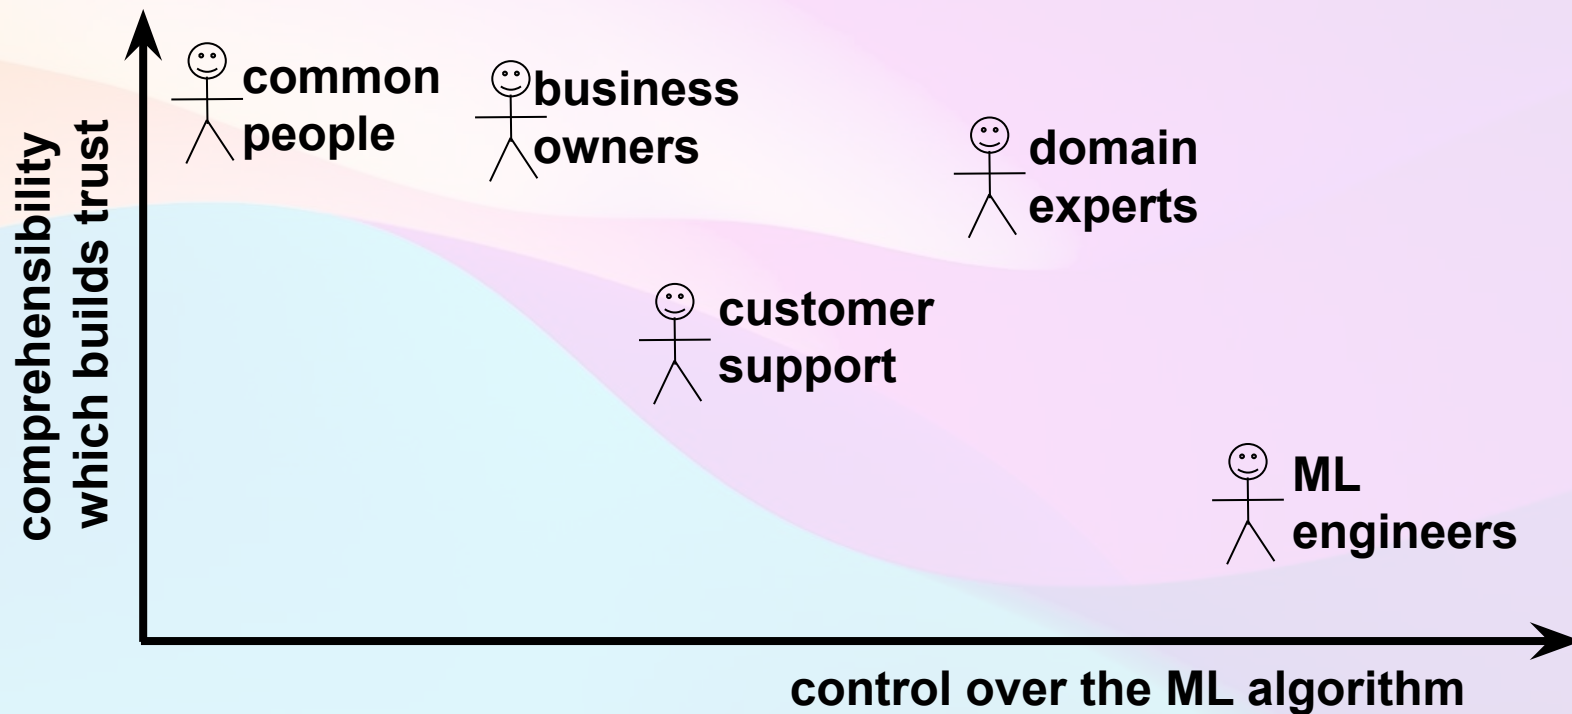 comprehensibility
which builds trust
common
people
business
owners
domain
experts
customer
support
ML
engineers
control over the ML algorithm